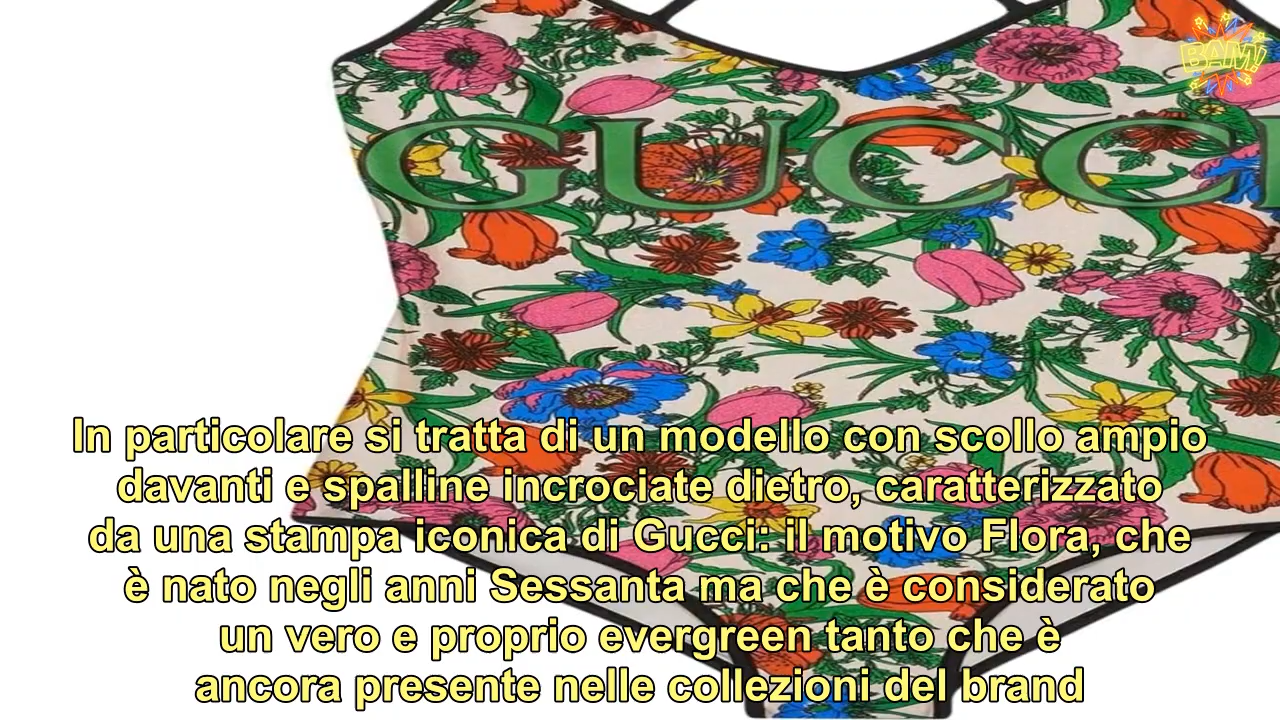 BAM!
GUCCI
In particolare si tratta di un modello con scollo ampio
davanti e spalline incrociate dietro, caratterizzato
da una stampa iconica di Gucci: il motivo Flora, che
è nato negli anni Sessanta ma che è considerato
un vero e proprio evergreen tanto che è
ancora presente nelle collezioni del brand